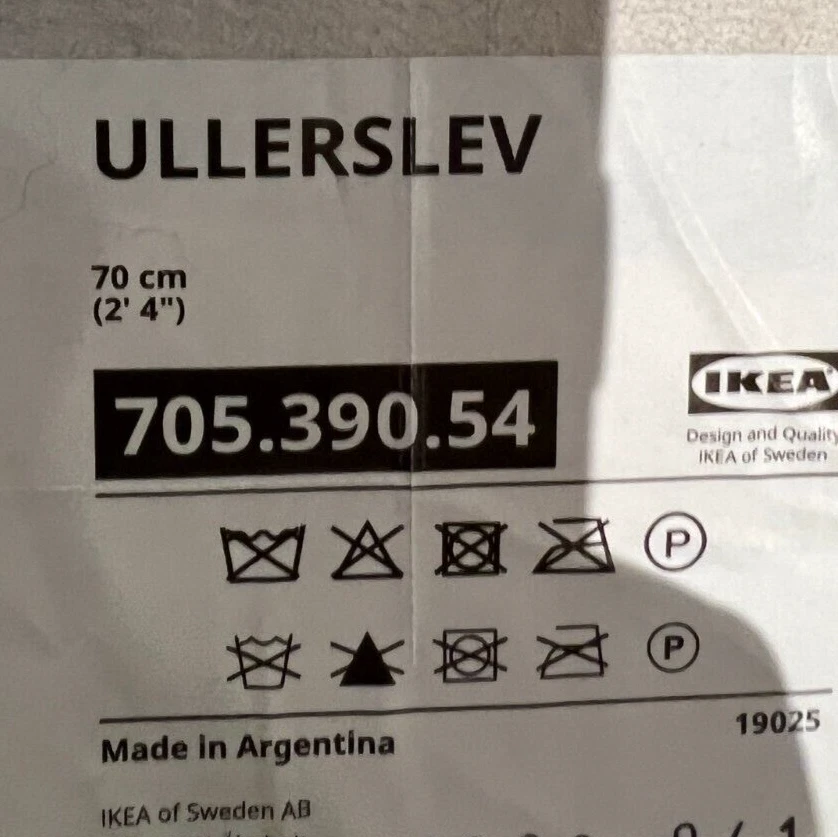 ULLERSLEV
70 cm
(2' 4")
705.390.54
IKEA
Design and Quality
IKEA of Sweden
P
P
19025
Made in Argentina
IKEA of Sweden AB